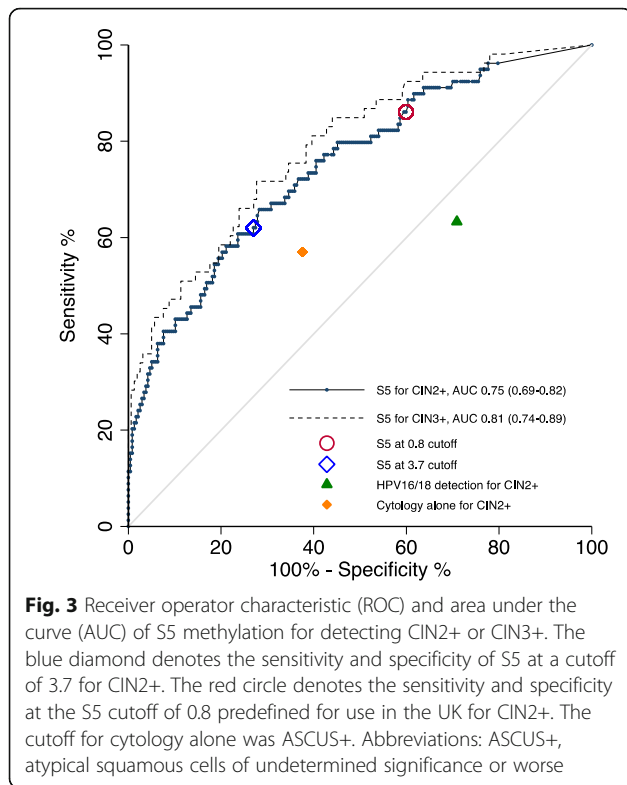 100
80
60
40
20
0
Sensitivity %
S5 for CIN2+, AUC 0.75 (0.69-0.82)
S5 for CIN3+, AUC 0.81 (0.74-0.89)
S5 at 0.8 cutoff
S5 at 3.7 cutoff
HPV16/18 detection for CIN2+
Cytology alone for CIN2+
0 20 40 60 80 100
100% - Specificity %
Fig. 3 Receiver operator characteristic (ROC) and area under the
curve (AUC) of S5 methylation for detecting CIN2+ or CIN3+. The
blue diamond denotes the sensitivity and specificity of S5 at a cutoff
of 3.7 for CIN2+. The red circle denotes the sensitivity and specificity
at the S5 cutoff of 0.8 predefined for use in the UK for CIN2+. The
cutoff for cytology alone was ASCUS+. Abbreviations: ASCUS+,
atypical squamous cells of undetermined significance or worse